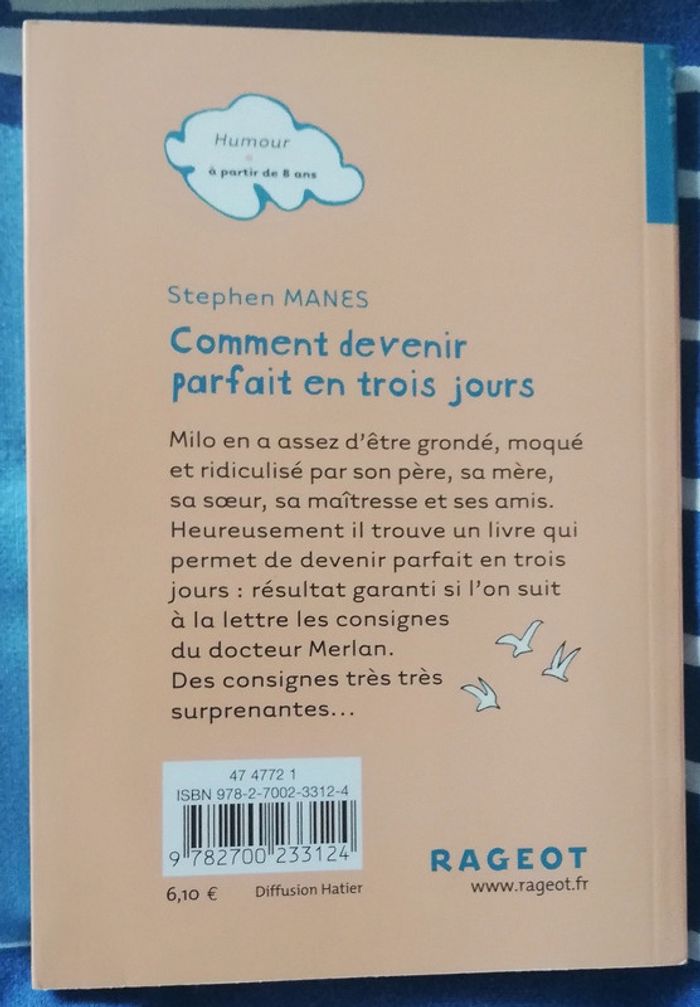 Humour
à partir de 8 ans
Stephen MANES
Comment devenir
parfait en trois jours
Milo en a assez d'être grondé, moqué
et ridiculisé par son père, sa mère,
sa sœur, sa maîtresse et ses amis.
Heureusement il trouve un livre qui
permet de devenir parfait en trois
jours : résultat garanti si l'on suit
à la lettre les consignes
du docteur Merlan.
Des consignes très très
surprenantes...
47 4772 1
ISBN 978-2-7002-3312-4
9 782700 233124
6,10 €
Diffusion Hatier
RAGEOT
www.rageot.fr